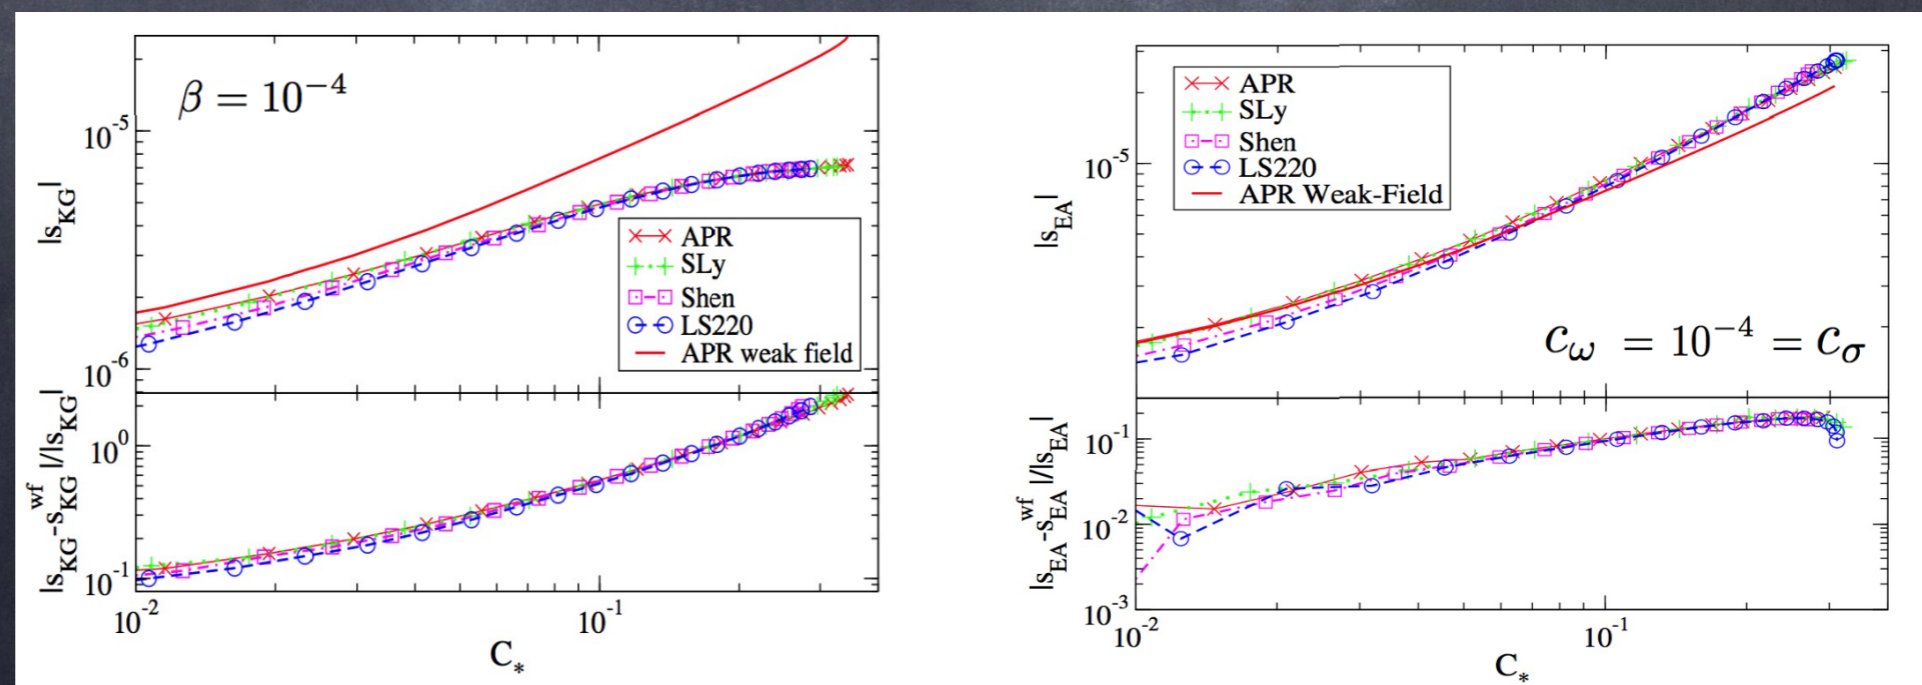 β = 10⁻⁴
10⁻⁵
10⁻⁶
|s_KG|
APR
SLy
Shen
LS220
APR weak field
10⁰
10⁻¹
|s_KG-s_KG^wf|/|s_KG|
10⁻²
10⁻¹
C_*
APR
SLy
Shen
LS220
APR Weak-Field
10⁻⁵
|s_EA|
c_ω = 10⁻⁴ = c_σ
10⁻¹
10⁻²
10⁻³
|s_EA-s_EA^wf|/|s_EA|
10⁻²
10⁻¹
C_*